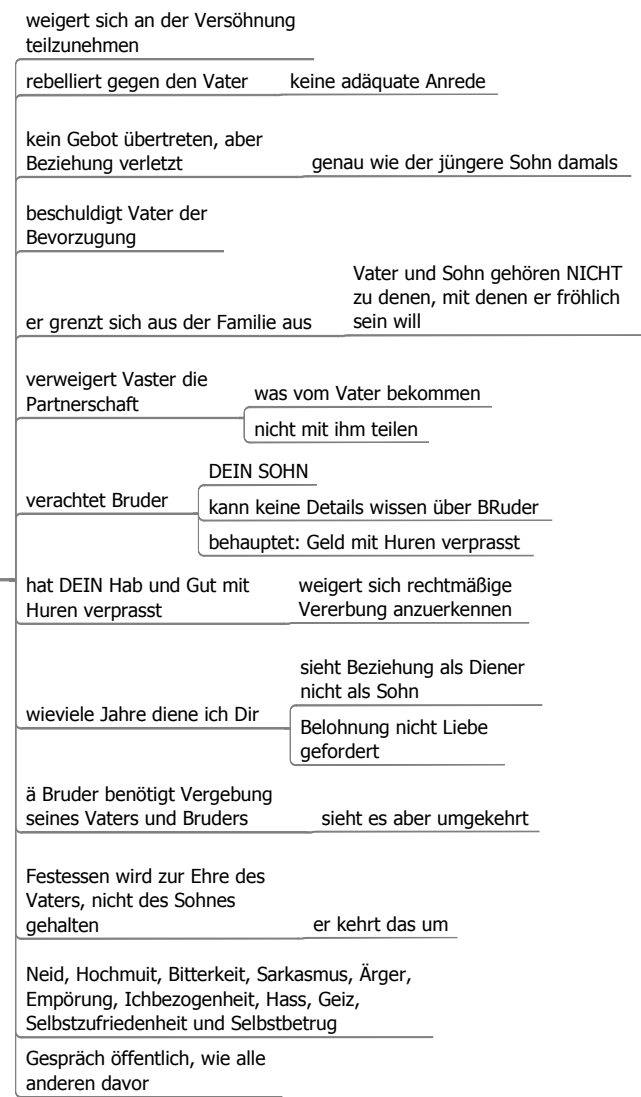 weigert sich an der Versöhnung
teilzunehmen
rebelliert gegen den Vater
keine adäquate Anrede
kein Gebot übertreten, aber
Beziehung verletzt
genau wie der jüngere Sohn damals
beschuldigt Vater der
Bevorzugung
er grenzt sich aus der Familie aus
Vater und Sohn gehören NICHT
zu denen, mit denen er fröhlich
sein will
verweigert Vaster die
Partnerschaft
was vom Vater bekommen
nicht mit ihm teilen
verachtet Bruder
DEIN SOHN
kann keine Details wissen über BRuder
behauptet: Geld mit Huren verprasst
hat DEIN Hab und Gut mit
Huren verprasst
weigert sich rechtmäßige
Vererbung anzuerkennen
wieviele Jahre diene ich Dir
sieht Beziehung als Diener
nicht als Sohn
Belohnung nicht Liebe
gefordert
ä Bruder benötigt Vergebung
seines Vaters und Bruders
sieht es aber umgekehrt
Festessen wird zur Ehre des
Vaters, nicht des Sohnes
gehalten
er kehrt das um
Neid, Hochmuit, Bitterkeit, Sarkasmus, Ärger,
Empörung, Ichbezogenheit, Hass, Geiz,
Selbstzufriedenheit und Selbstbetrug
Gespräch öffentlich, wie alle
anderen davor